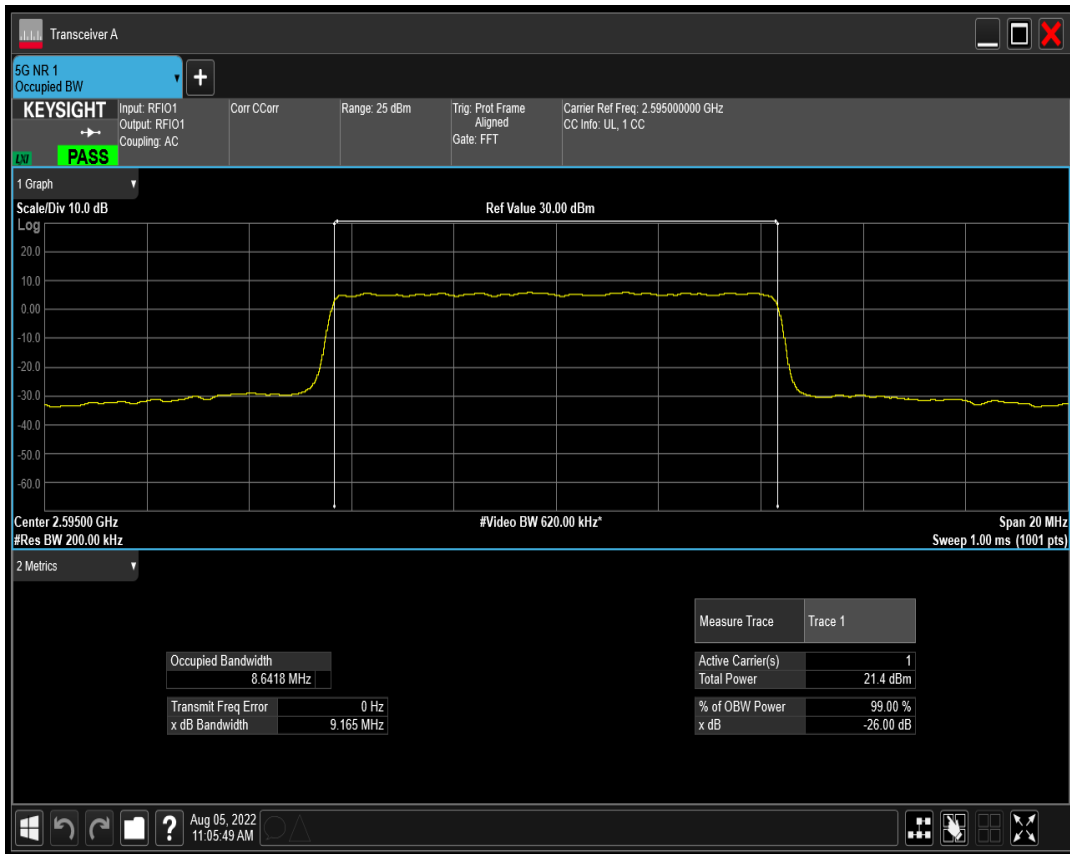 Transceiver A
5G NR 1
Occupied BW
+
KEYSIGHT
LXI
PASS
Input: RFIO1
Output: RFIO1
Coupling: AC
Corr CCorr
Range: 25 dBm
Trig: Prot Frame
Aligned
Gate: FFT
Carrier Ref Freq: 2.595000000 GHz
CC Info: UL, 1 CC
1 Graph
Scale/Div 10.0 dB
Ref Value 30.00 dBm
Log
20.0
10.0
0.00
-10.0
-20.0
-30.0
-40.0
-50.0
-60.0
Center 2.59500 GHz
#Video BW 620.00 kHz*
Span 20 MHz
#Res BW 200.00 kHz
Sweep 1.00 ms (1001 pts)
2 Metrics
Measure Trace Trace 1
Occupied Bandwidth
8.6418 MHz
Active Carrier(s) 1
Total Power 21.4 dBm
Transmit Freq Error 0 Hz
x dB Bandwidth 9.165 MHz
% of OBW Power 99.00 %
x dB -26.00 dB
?
Aug 05, 2022
11:05:49 AM